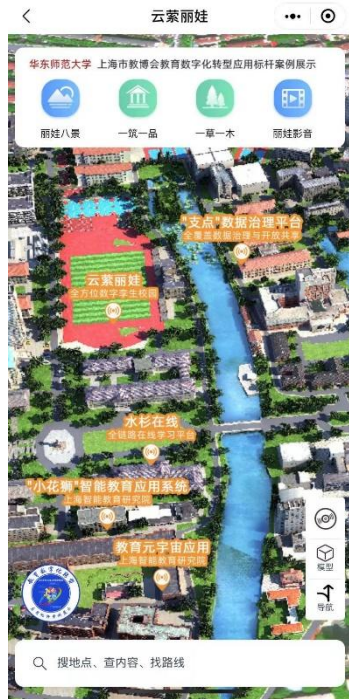 云萦丽娃
华东师范大学 上海市教博会教育数字化转型应用标杆案例展示
丽娃八景 一筑一品 一草一木 丽娃影音
"支点"数据治理平台
全覆盖数据治理与开放共享
云萦丽娃
全方位数字孪生校园
水杉在线
全链路在线学习平台
"小花狮"智能教育应用系统
上海智能教育研究院
教育元宇宙应用
上海智能教育研究院
模型
导航
搜地点、查内容、找路线